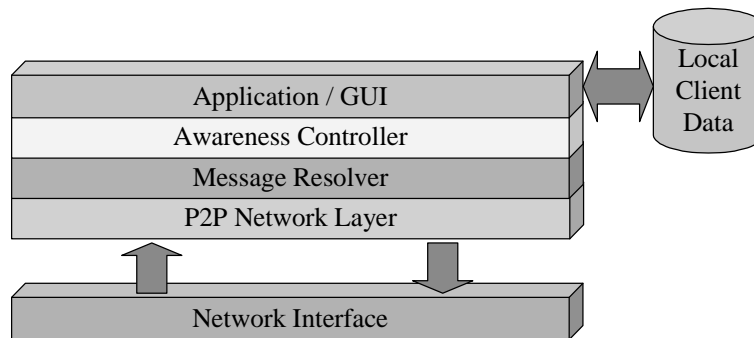 Application / GUI
Awareness Controller
Message Resolver
P2P Network Layer
Network Interface
Local
Client
Data